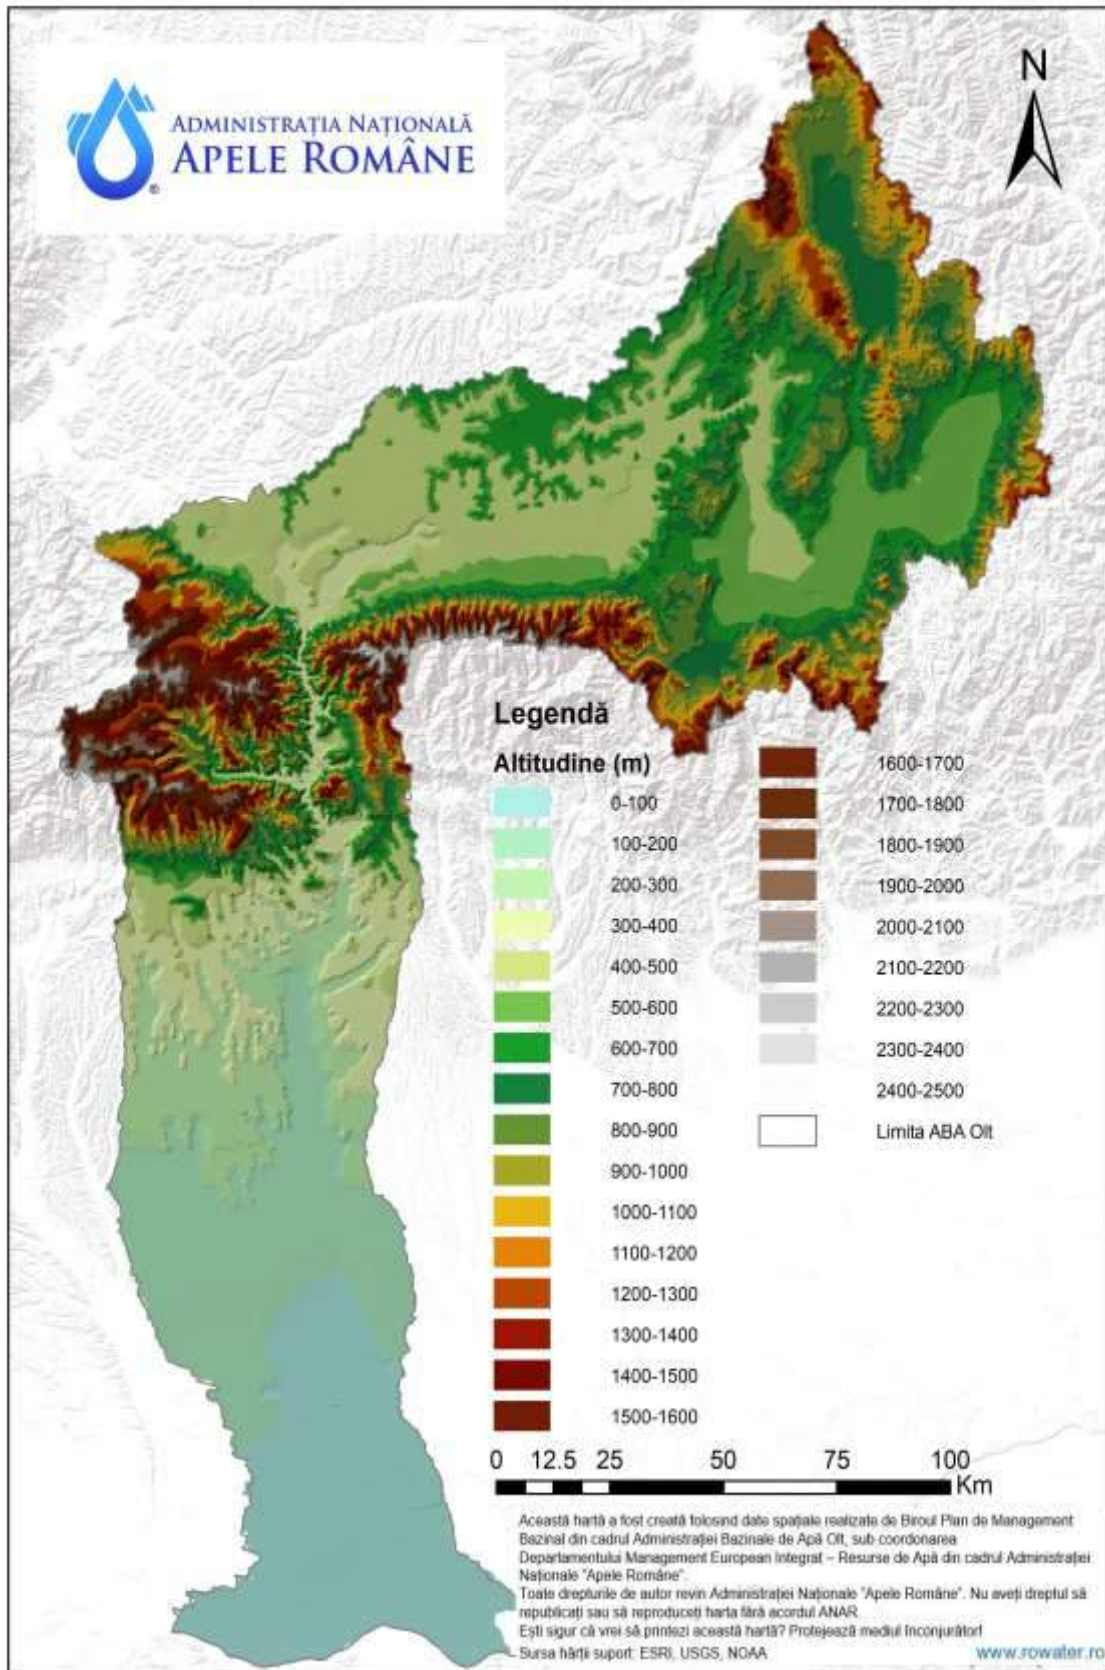 ADMINISTRAȚIA NAȚIONALĂ
APELE ROMÂNE
®
N
Legendă
Altitudine (m)
0-100
100-200
200-300
300-400
400-500
500-600
600-700
700-800
800-900
900-1000
1000-1100
1100-1200
1200-1300
1300-1400
1400-1500
1500-1600
1600-1700
1700-1800
1800-1900
1900-2000
2000-2100
2100-2200
2200-2300
2300-2400
2400-2500
Limita ABA Olt
0 12.5 25 50 75 100
Km
Această hartă a fost creată folosind date spațiale realizate de Biroul Plan de Management
Bazinal din cadrul Administrației Bazinale de Apă Olt, sub coordonarea
Departamentului Management European Integrat – Resurse de Apă din cadrul Administrației
Naționale "Apele Române".
Toate drepturile de autor revin Administrației Naționale "Apele Române". Nu aveți dreptul să
republicați sau să reproduceți harta fără acordul ANAR.
Ești sigur că vrei să printezi această hartă? Protejează mediul înconjurător!
Sursa hărții suport: ESRI, USGS, NOAA
www.rowater.ro